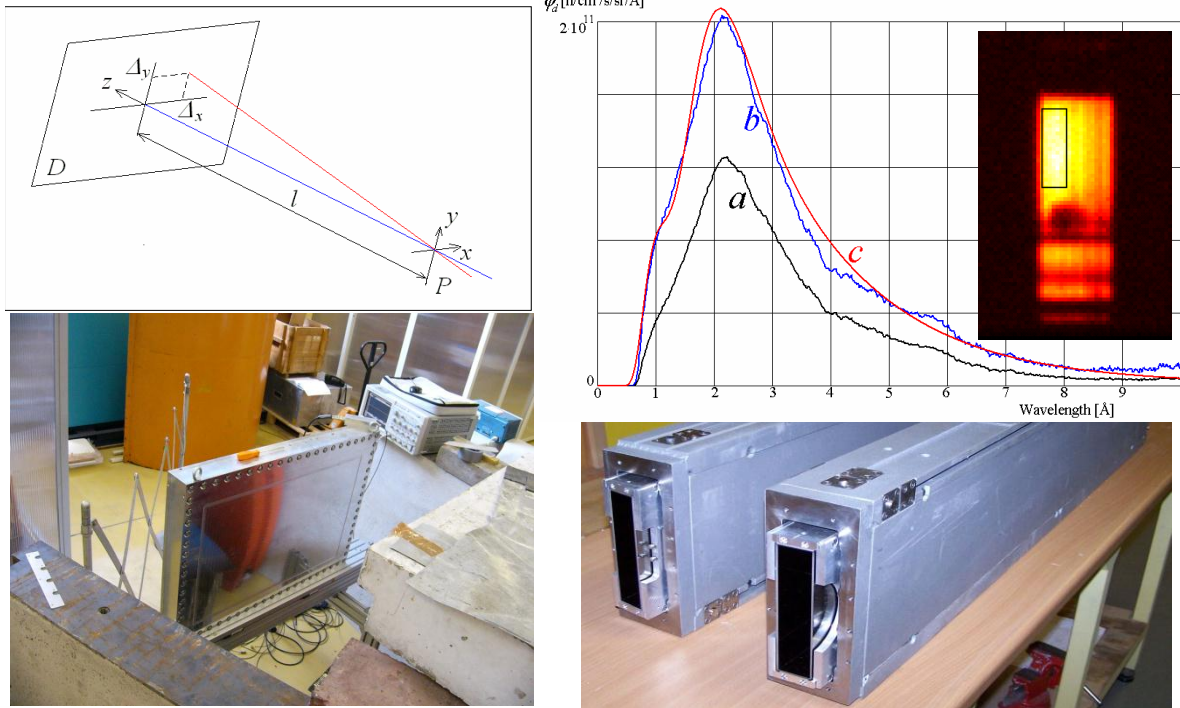 Δy
z
Δx
D
l
y
x
P
φd [n/cm²/s/sr/Å]
2·10¹¹
b
a
c
0
0 1 2 3 4 5 6 7 8 9
Wavelength [Å]